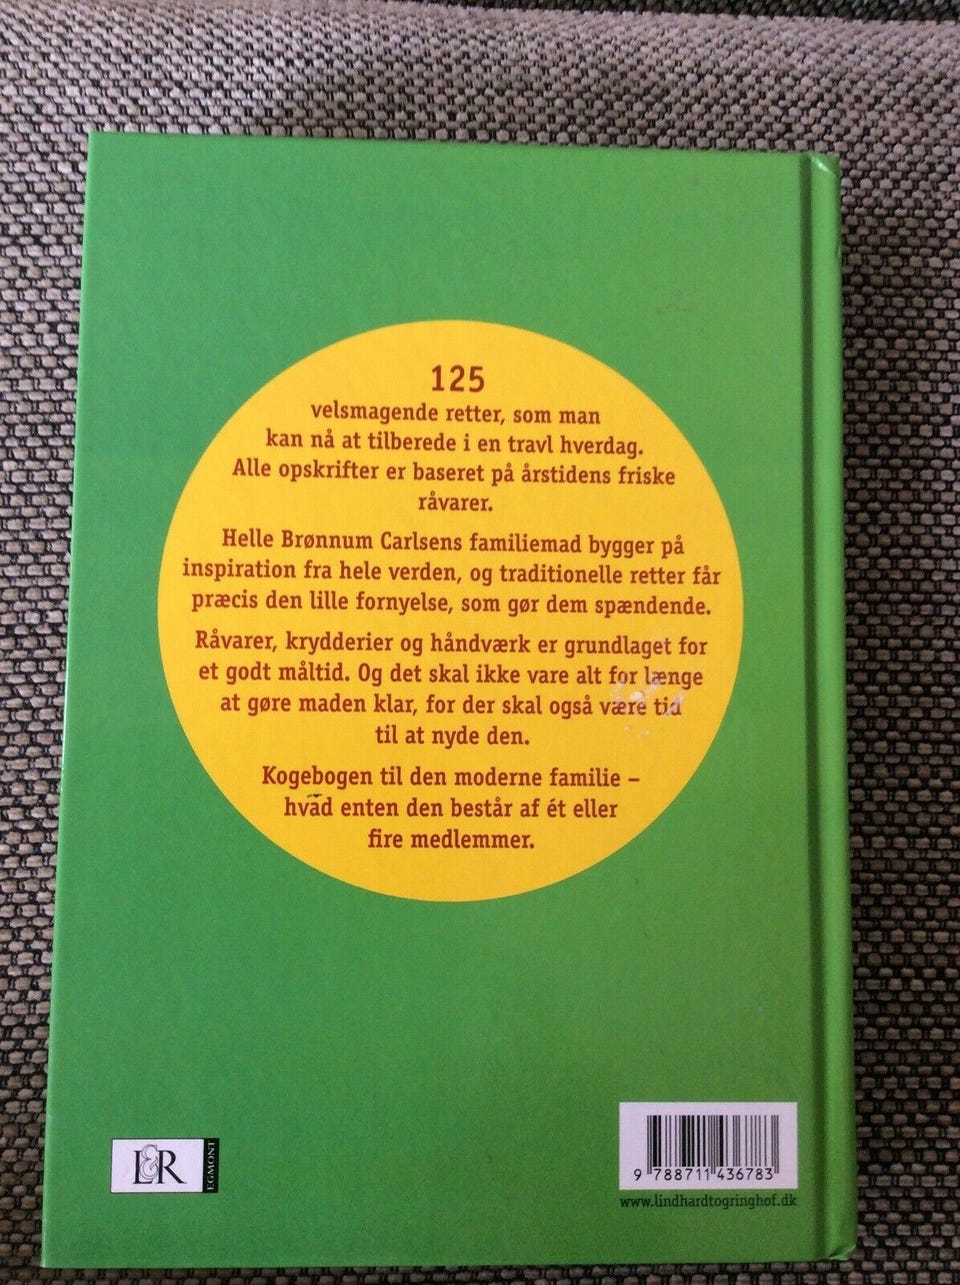 125
velsmagende retter, som man
kan nå at tilberede i en travl hverdag.
Alle opskrifter er baseret på årstidens friske
råvarer.
Helle Brønnum Carlsens familiemad bygger på
inspiration fra hele verden, og traditionelle retter får
præcis den lille fornyelse, som gør dem spændende.
Råvarer, krydderier og håndværk er grundlaget for
et godt måltid. Og det skal ikke vare alt for længe
at gøre maden klar, for der skal også være tid
til at nyde den.
Kogebogen til den moderne familie –
hvad enten den består af ét eller
fire medlemmer.
L&R
EGMONT
9 788711 436783
www.lindhardtogringhof.dk